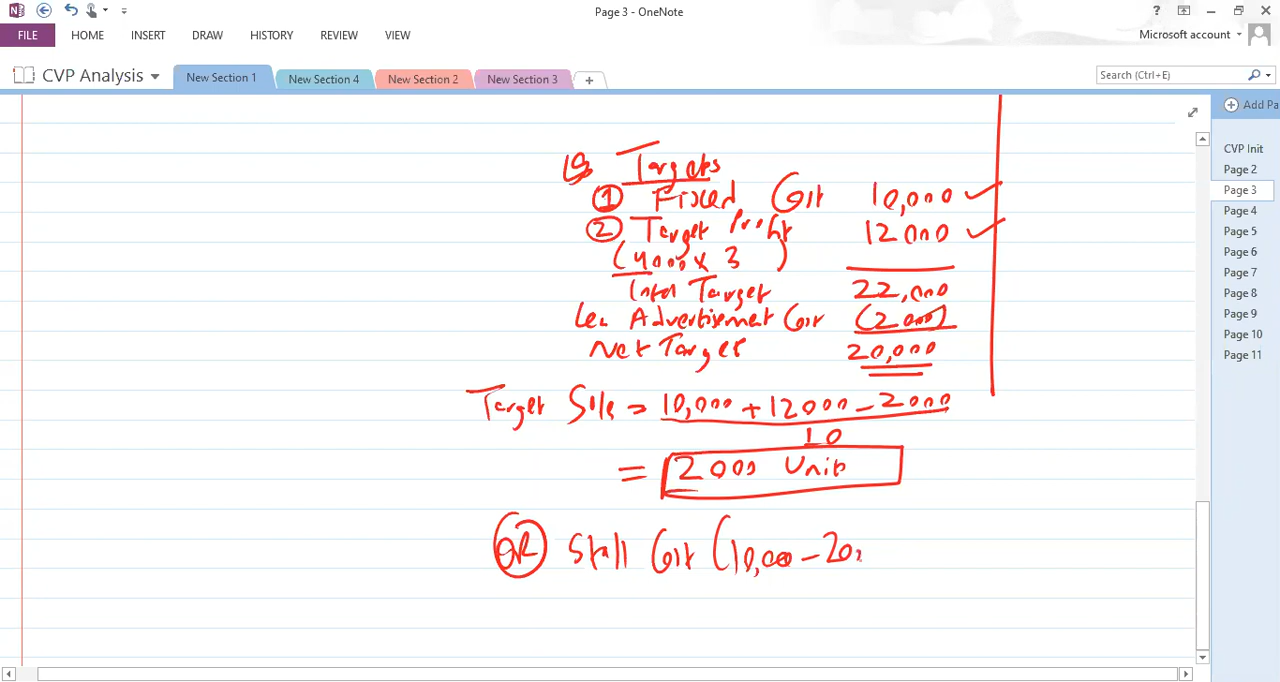 Page 3 - OneNote
?
FILE HOME INSERT DRAW HISTORY REVIEW VIEW
Microsoft account
CVP Analysis New Section 1 New Section 4 New Section 2 New Section 3 +
Search (Ctrl+E)
Add Pa
CVP Init
Page 2
Page 3
Page 4
Page 5
Page 6
Page 7
Page 8
Page 9
Page 10
Page 11
Targets
① Fixed Cost 10,000 ✓
② Target Profit 12000 ✓
(4000 x 3)
Total Target 22,000
Les Advertisement Cost (2000)
Net Target 20,000
Target Sale = 10,000 + 12000 - 2000
10
= 2000 Unit
OR Stall Cost (10,000 - 20